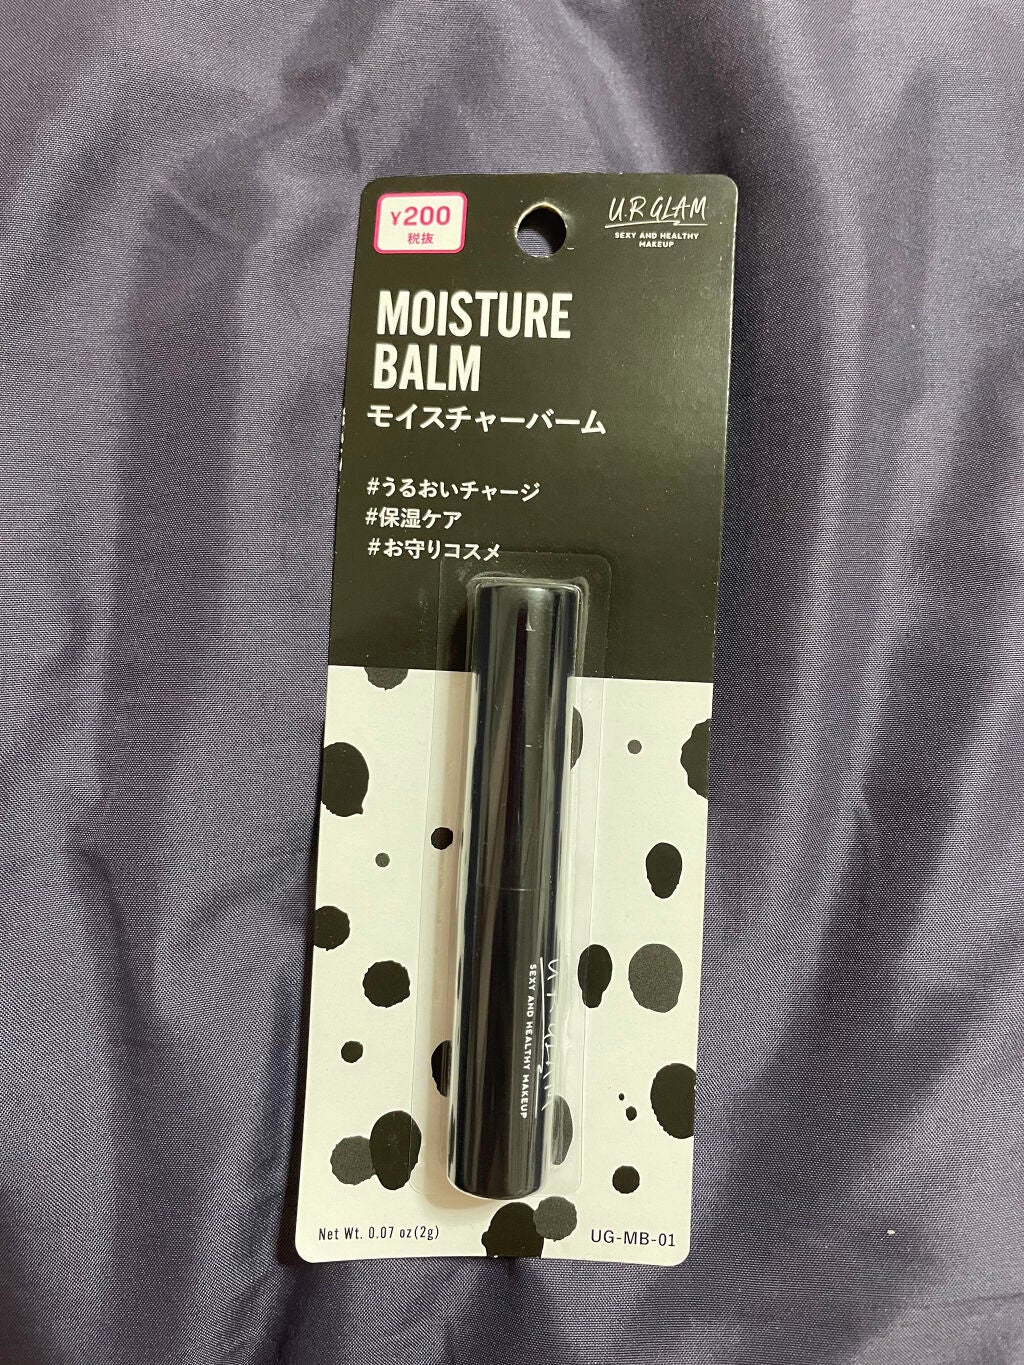 ¥200
税抜
U.R GLAM
SEXY AND HEALTHY
MAKEUP
MOISTURE
BALM
モイスチャーバーム
#うるおいチャージ
#保湿ケア
#お守りコスメ
U.R GLAM
SEXY AND HEALTHY MAKEUP
Net Wt. 0.07 oz(2g)
UG-MB-01